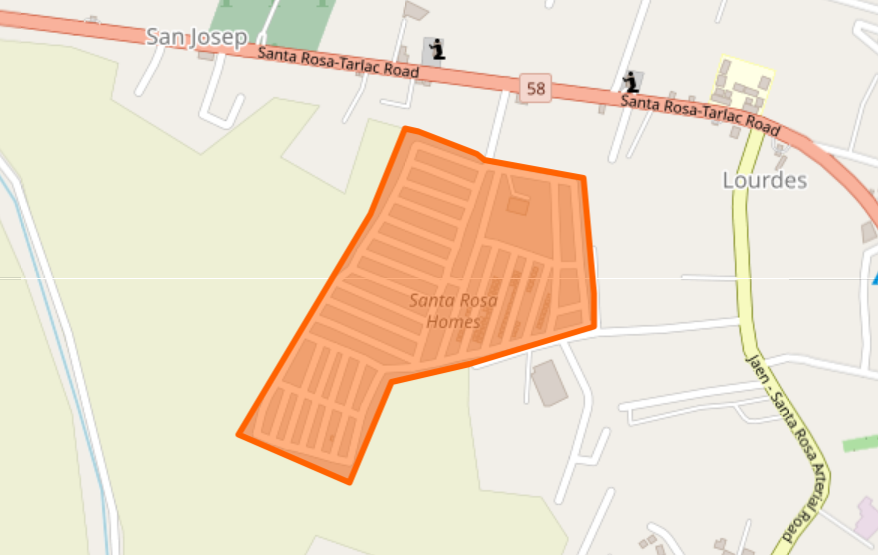 San Josep
Santa Rosa-Tarlac Road
58
Santa Rosa-Tarlac Road
Lourdes
Santa Rosa
Homes
Jaen - Santa Rosa Arterial Road